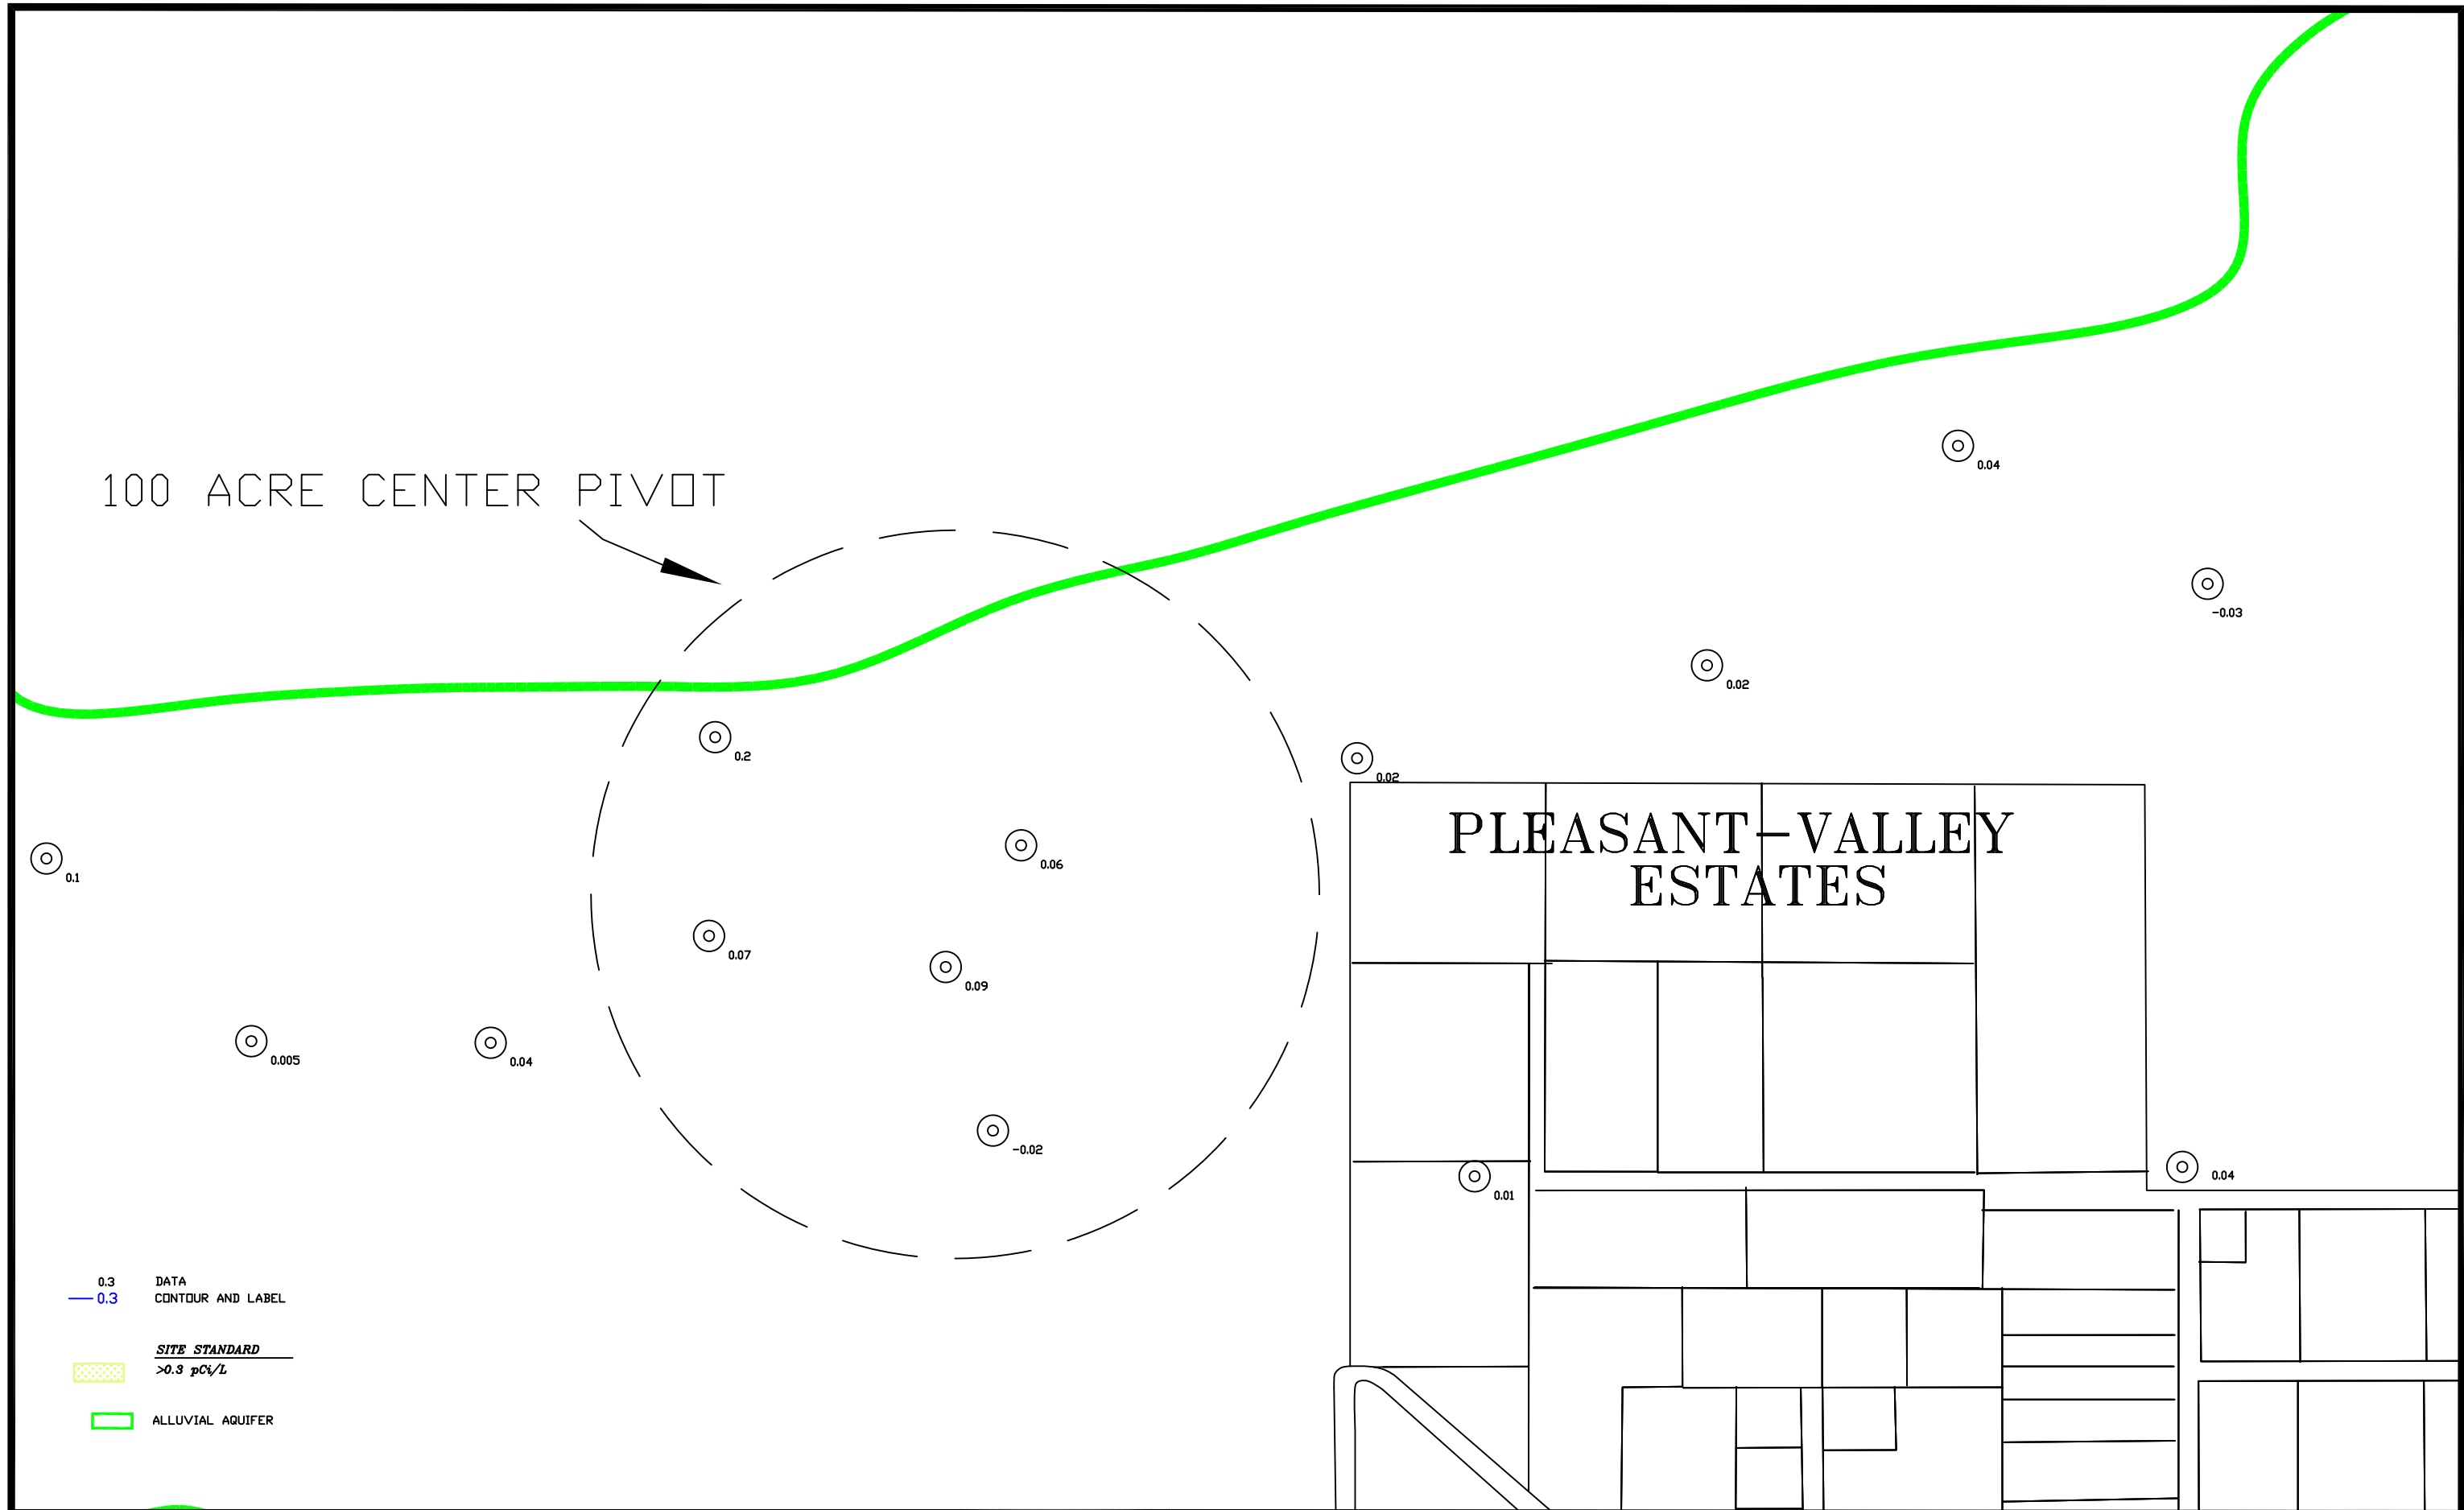 0.04
100 ACRE CENTER PIVOT
-0.03
0.02
0.2
0.02
PLEASANT-VALLEY
ESTATES
0.06
0.1
0.07
0.09
0.005
0.04
-0.02
0.04
0.01
0.3 DATA
0.3 CONTOUR AND LABEL
SITE STANDARD
>0.3 pCi/L
ALLUVIAL AQUIFER